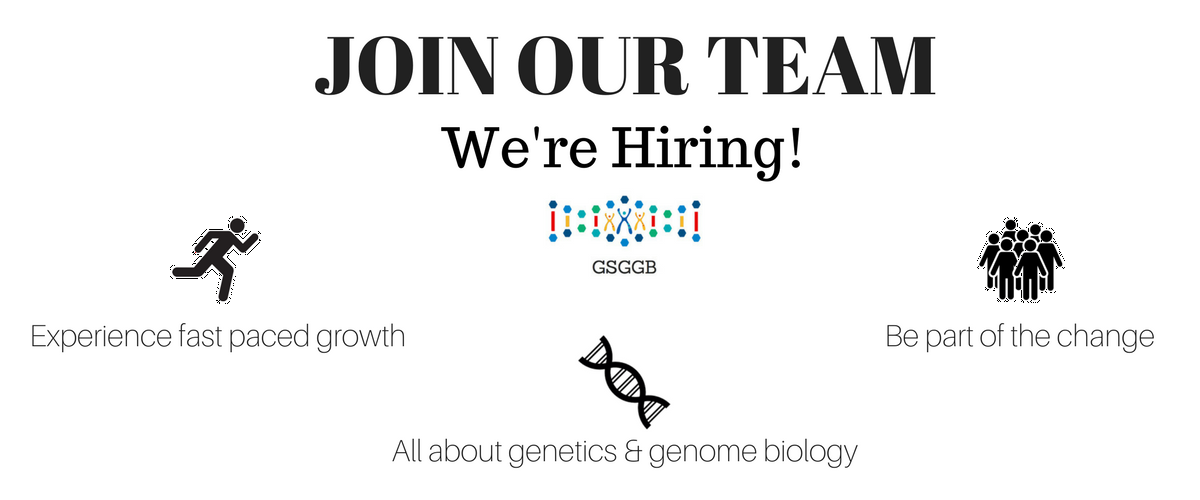 JOIN OUR TEAM
We're Hiring!
GSGGB
Experience fast paced growth
Be part of the change
All about genetics & genome biology